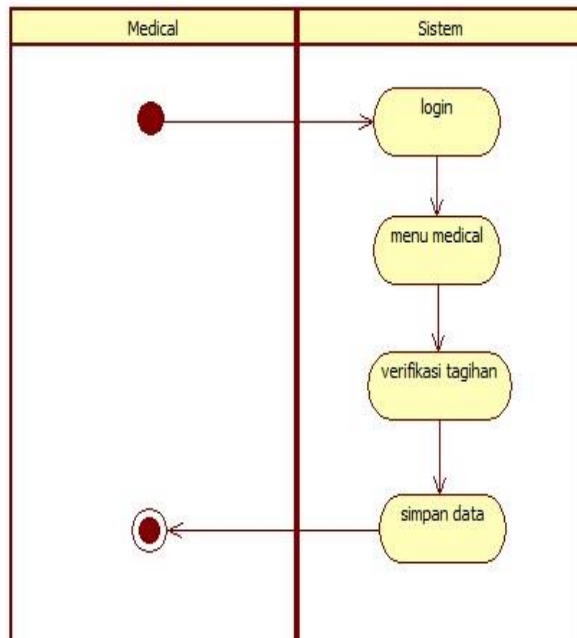 Medical
Sistem
login
menu medical
verifikasi tagihan
simpan data